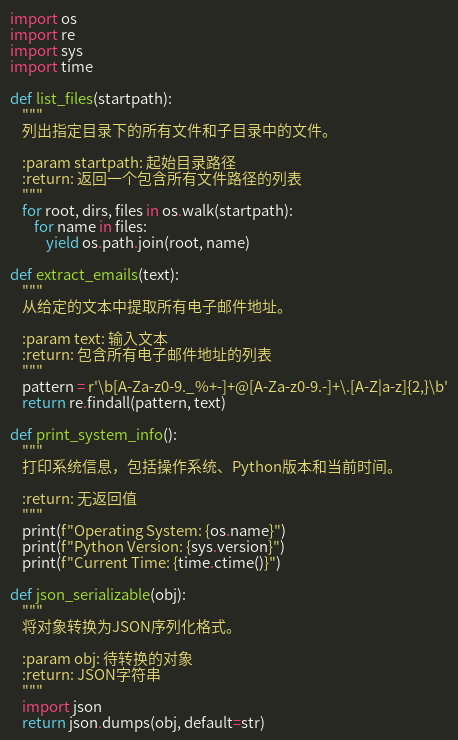 import os
import re
import sys
import time
def list_files(startpath):
"""
列出指定目录下的所有文件和子目录中的文件。
:param startpath: 起始目录路径
:return: 返回一个包含所有文件路径的列表
"""
for root, dirs, files in os.walk(startpath):
for name in files:
yield os.path.join(root, name)
def extract_emails(text):
"""
从给定的文本中提取所有电子邮件地址。
:param text: 输入文本
:return: 包含所有电子邮件地址的列表
"""
pattern = r'\b[A-Za-z0-9._%+-]+@[A-Za-z0-9.-]+\.[A-Z|a-z]{2,}\b'
return re.findall(pattern, text)
def print_system_info():
"""
打印系统信息，包括操作系统、Python版本和当前时间。
:return: 无返回值
"""
print(f"Operating System: {os.name}")
print(f"Python Version: {sys.version}")
print(f"Current Time: {time.ctime()}")
def json_serializable(obj):
"""
将对象转换为JSON序列化格式。
:param obj: 待转换的对象
:return: JSON字符串
"""
import json
return json.dumps(obj, default=str)